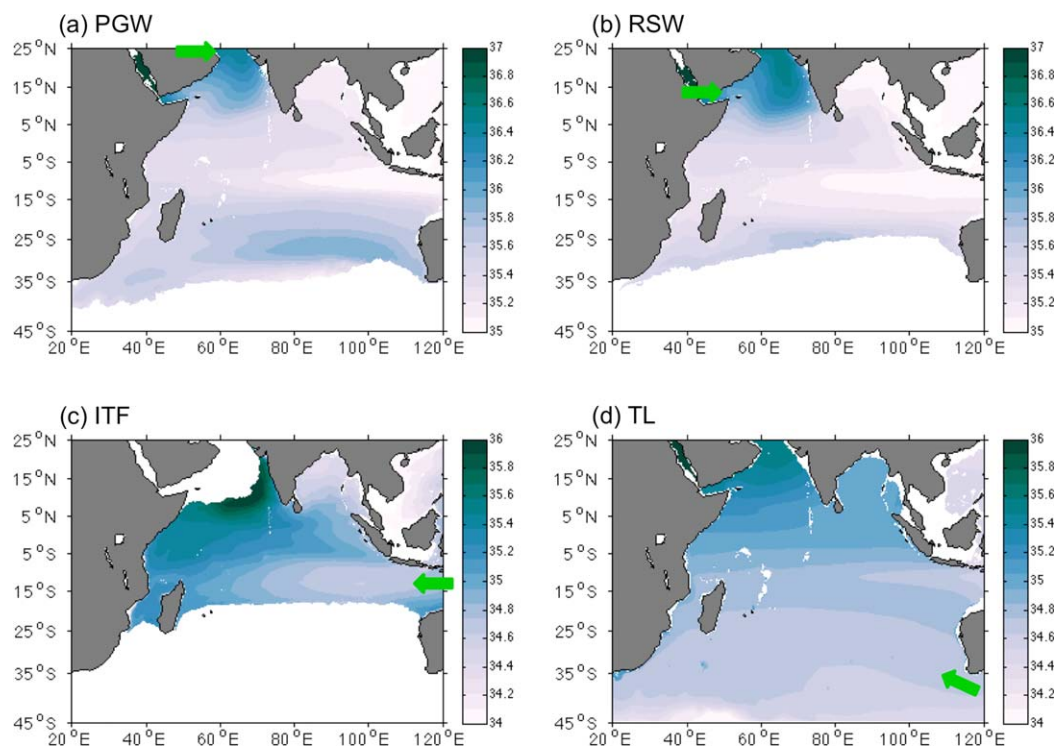 (a) PGW
25°N
15°N
5°N
5°S
15°S
25°S
35°S
45°S
20°E 40°E 60°E 80°E 100°E 120°E
37
36.8
36.6
36.4
36.2
36
35.8
35.6
35.4
35.2
35
(b) RSW
25°N
15°N
5°N
5°S
15°S
25°S
35°S
45°S
20°E 40°E 60°E 80°E 100°E 120°E
37
36.8
36.6
36.4
36.2
36
35.8
35.6
35.4
35.2
35
(c) ITF
25°N
15°N
5°N
5°S
15°S
25°S
35°S
45°S
20°E 40°E 60°E 80°E 100°E 120°E
36
35.8
35.6
35.4
35.2
35
34.8
34.6
34.4
34.2
34
(d) TL
25°N
15°N
5°N
5°S
15°S
25°S
35°S
45°S
20°E 40°E 60°E 80°E 100°E 120°E
36
35.8
35.6
35.4
35.2
35
34.8
34.6
34.4
34.2
34